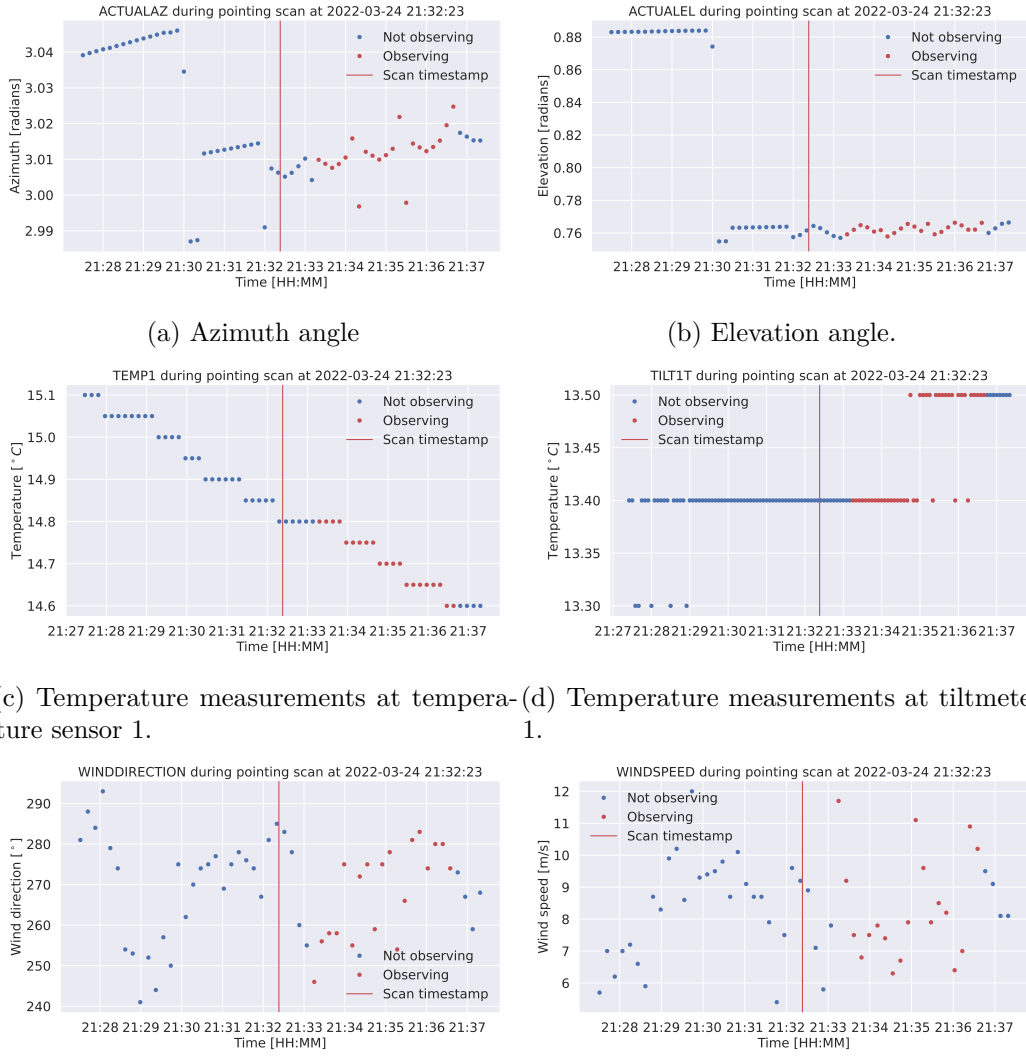 ACTUALAZ during pointing scan at 2022-03-24 21:32:23
Not observing
Observing
Scan timestamp
3.04
3.03
3.02
3.01
3.00
2.99
Azimuth [radians]
21:28 21:29 21:30 21:31 21:32 21:33 21:34 21:35 21:36 21:37
Time [HH:MM]
(a) Azimuth angle
ACTUALEL during pointing scan at 2022-03-24 21:32:23
Not observing
Observing
Scan timestamp
0.88
0.86
0.84
0.82
0.80
0.78
0.76
Elevation [radians]
21:28 21:29 21:30 21:31 21:32 21:33 21:34 21:35 21:36 21:37
Time [HH:MM]
(b) Elevation angle.
TEMP1 during pointing scan at 2022-03-24 21:32:23
Not observing
Observing
Scan timestamp
15.1
15.0
14.9
14.8
14.7
14.6
Temperature [°C]
21:27 21:28 21:29 21:30 21:31 21:32 21:33 21:34 21:35 21:36 21:37
Time [HH:MM]
c) Temperature measurements at tempera-
ture sensor 1.
TILT1T during pointing scan at 2022-03-24 21:32:23
Not observing
Observing
Scan timestamp
13.50
13.45
13.40
13.35
13.30
Temperature [°C]
21:27 21:28 21:29 21:30 21:31 21:32 21:33 21:34 21:35 21:36 21:37
Time [HH:MM]
(d) Temperature measurements at tiltmete
1.
WINDDIRECTION during pointing scan at 2022-03-24 21:32:23
290
280
270
260
250
240
Wind direction [°]
Not observing
Observing
Scan timestamp
21:28 21:29 21:30 21:31 21:32 21:33 21:34 21:35 21:36 21:37
Time [HH:MM]
WINDSPEED during pointing scan at 2022-03-24 21:32:23
Not observing
Observing
Scan timestamp
12
11
10
9
8
7
6
Wind speed [m/s]
21:28 21:29 21:30 21:31 21:32 21:33 21:34 21:35 21:36 21:37
Time [HH:MM]